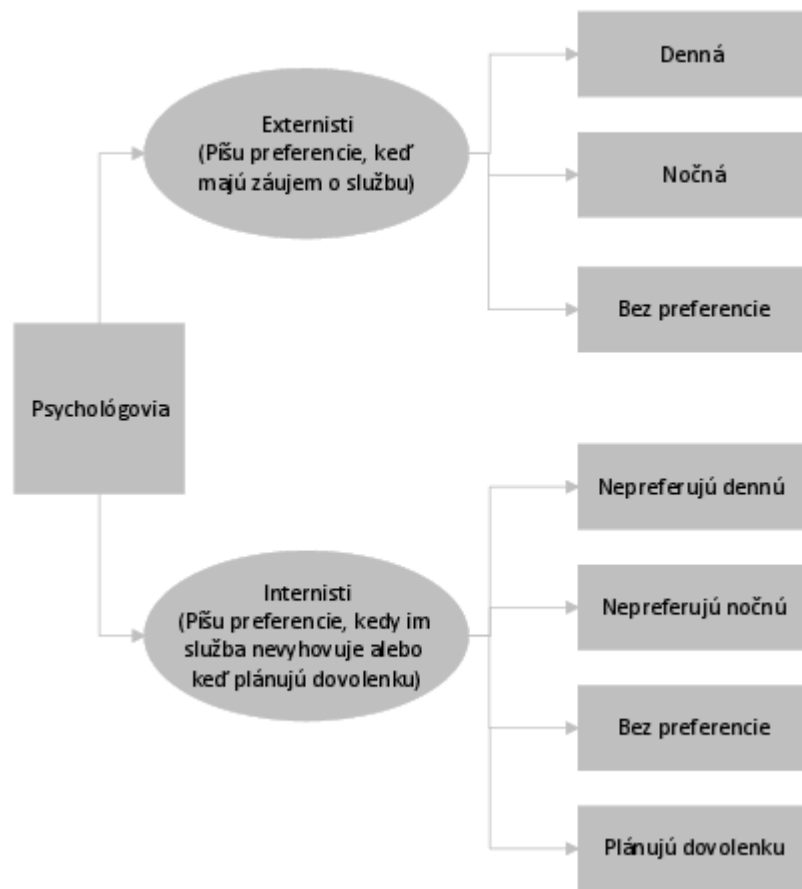 Psychológovia
Externisti
(Píšu preferencie, keď
majú záujem o službu)
Denná
Nočná
Bez preferencie
Internisti
(Píšu preferencie, kedy im
služba nevyhovuje alebo
keď plánujú dovolenku)
Nepreferujú dennú
Nepreferujú nočnú
Bez preferencie
Plánujú dovolenku